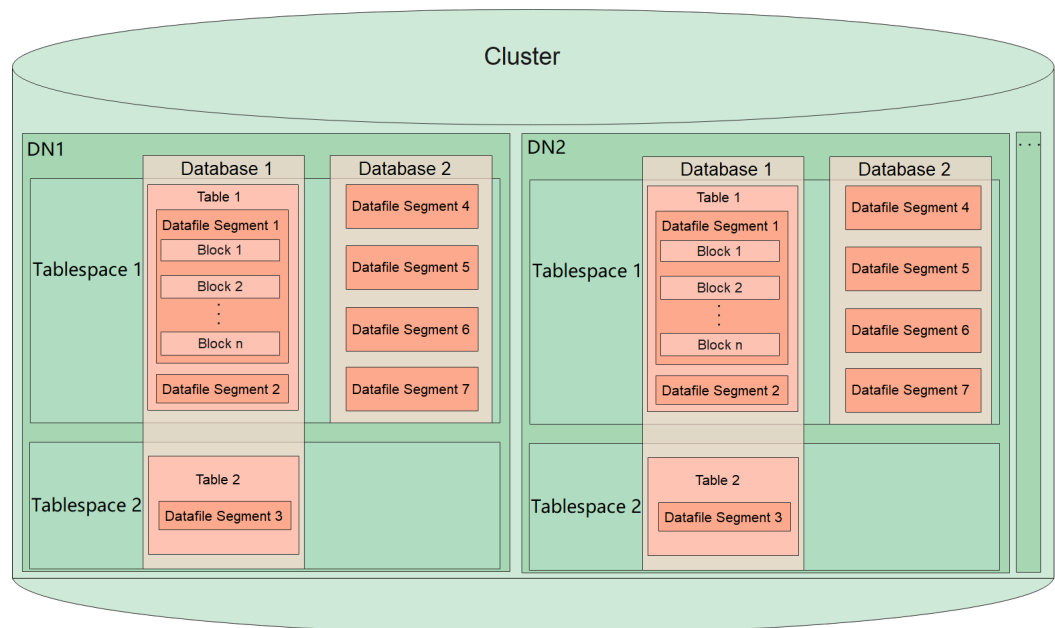 Cluster
DN1
Database 1
Database 2
Tablespace 1
Table 1
Datafile Segment 1
Block 1
Block 2
.
.
.
Block n
Datafile Segment 2
Datafile Segment 4
Datafile Segment 5
Datafile Segment 6
Datafile Segment 7
Tablespace 2
Table 2
Datafile Segment 3
DN2
Database 1
Database 2
Tablespace 1
Table 1
Datafile Segment 1
Block 1
Block 2
.
.
.
Block n
Datafile Segment 2
Datafile Segment 4
Datafile Segment 5
Datafile Segment 6
Datafile Segment 7
Tablespace 2
Table 2
Datafile Segment 3
...